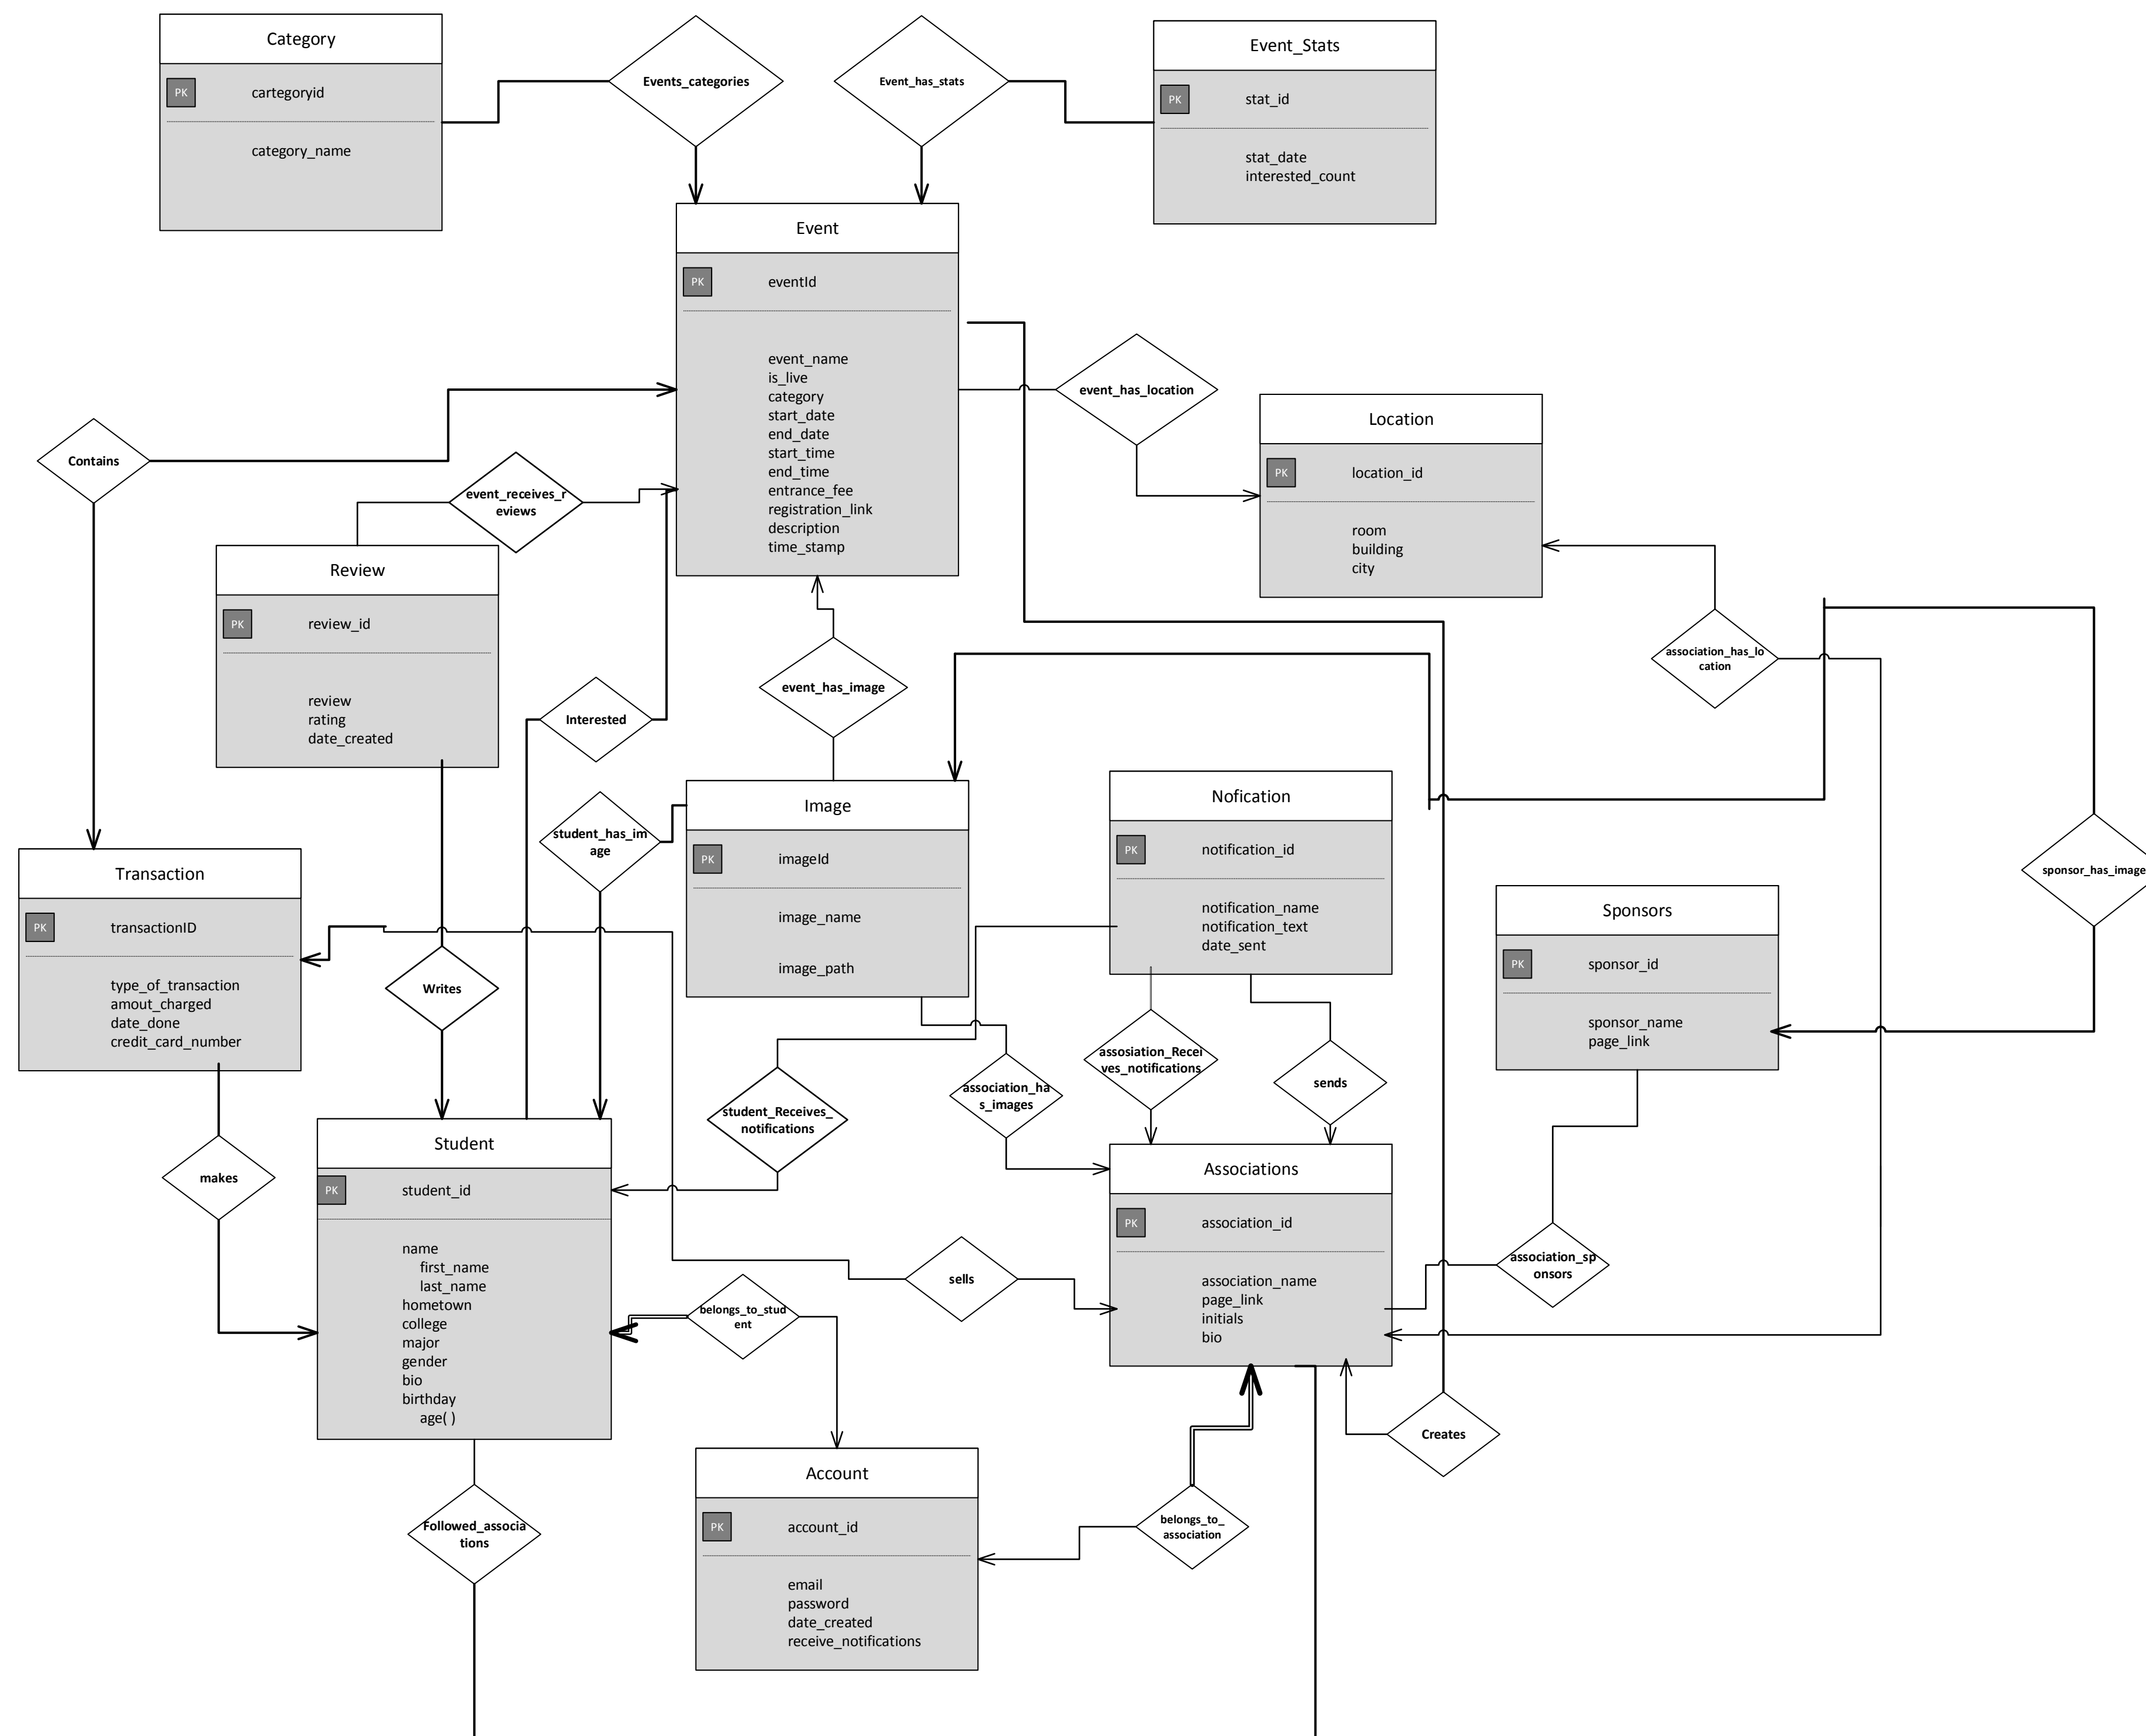 Category
PK
cartegoryid
category_name
Events_categories
Event_has_stats
Event_Stats
PK
stat_id
stat_date
interested_count
Event
PK
eventId
event_name
is_live
category
start_date
end_date
start_time
end_time
entrance_fee
registration_link
description
time_stamp
event_has_location
Location
PK
location_id
room
building
city
Contains
event_receives_r
eviews
Review
PK
review_id
review
rating
date_created
Interested
event_has_image
association_has_lo
cation
student_has_im
age
Image
PK
imageId
image_name
image_path
Nofication
PK
notification_id
notification_name
notification_text
date_sent
sponsor_has_image
Transaction
PK
transactionID
type_of_transaction
amout_charged
date_done
credit_card_number
Writes
Sponsors
PK
sponsor_id
sponsor_name
page_link
makes
student_Receives_
notifications
association_ha
s_images
assosiation_Recei
ves_notifications
sends
Student
PK
student_id
name
first_name
last_name
hometown
college
major
gender
bio
birthday
age( )
belongs_to_stud
ent
sells
Associations
PK
association_id
association_name
page_link
initials
bio
association_sp
onsors
Creates
Followed_associa
tions
Account
PK
account_id
email
password
date_created
receive_notifications
belongs_to_
association